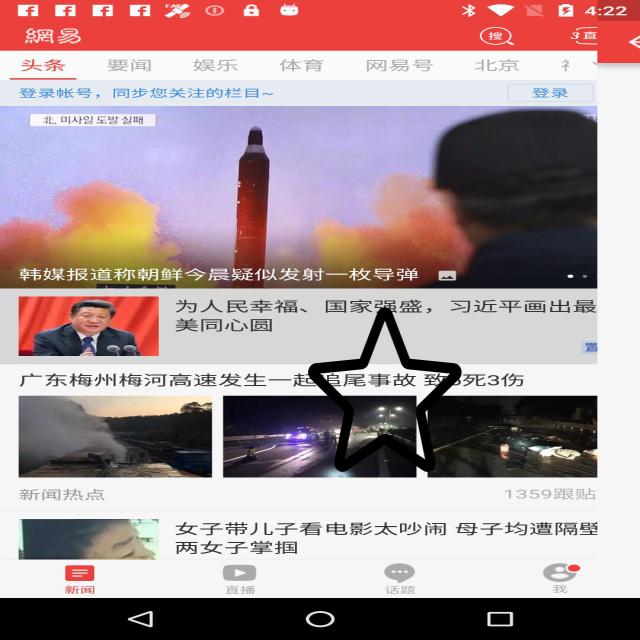 4:22
網易
搜
直
头条 要闻 娱乐 体育 网易号 北京
登录帐号，同步您关注的栏目~ 登录
北, 미사일 도발 실패
韩媒报道称朝鲜今晨疑似发射一枚导弹
为人民幸福、国家强盛，习近平画出最
美同心圆
广东梅州梅河高速发生一起追尾事故 致5死3伤
新闻热点 1359跟贴
女子带儿子看电影太吵闹 母子均遭隔壁
两女子掌掴
新闻 直播 话题 我